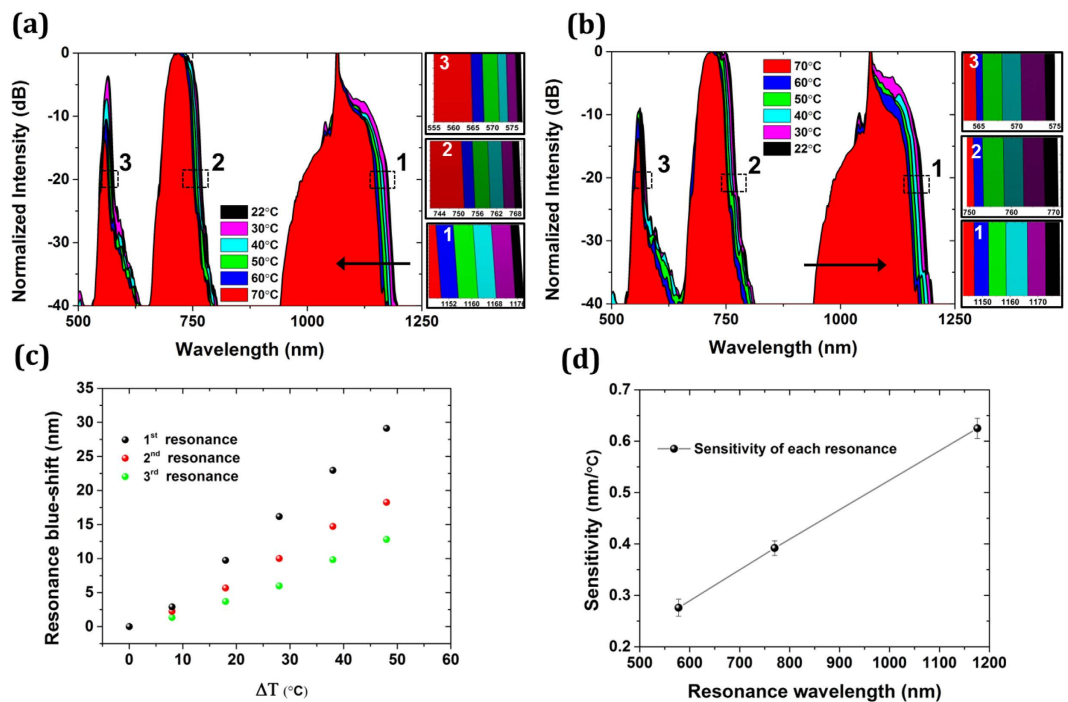 (a)
Normalized Intensity (dB)
0
-10
-20
-30
-40
500
750
1000
1250
Wavelength (nm)
3
2
1
22°C
30°C
40°C
50°C
60°C
70°C
3
555 560 565 570 575
2
744 750 756 762 768
1
1152 1160 1168 1176
(b)
Normalized Intensity (dB)
0
-10
-20
-30
-40
500
750
1000
1250
Wavelength (nm)
3
2
1
70°C
60°C
50°C
40°C
30°C
22°C
3
565 570 575
2
750 760 770
1
1150 1160 1170
(c)
Resonance blue-shift (nm)
35
30
25
20
15
10
5
0
0 10 20 30 40 50 60
ΔT (°C)
1st resonance
2nd resonance
3rd resonance
(d)
Sensitivity (nm/°C)
0.7
0.6
0.5
0.4
0.3
0.2
500 600 700 800 900 1000 1100 1200
Resonance wavelength (nm)
Sensitivity of each resonance